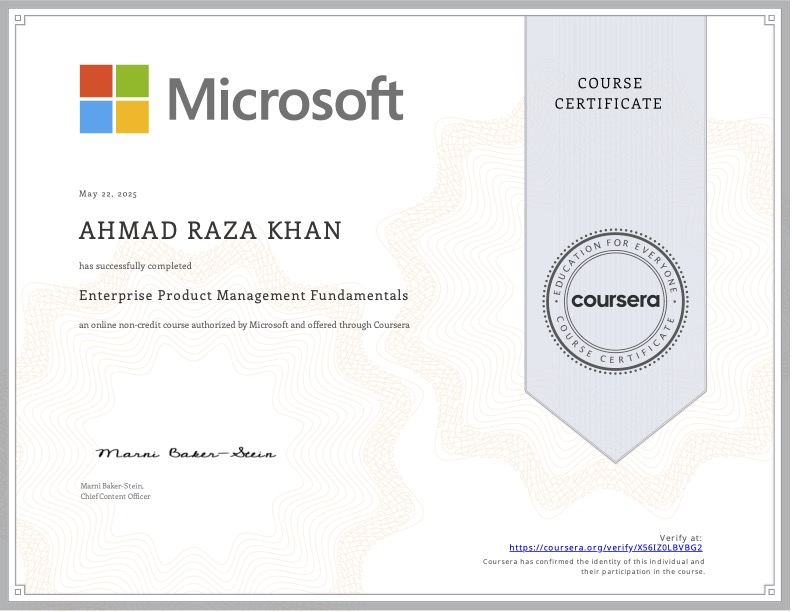 Microsoft
COURSE
CERTIFICATE
May 22, 2025
AHMAD RAZA KHAN
has successfully completed
Enterprise Product Management Fundamentals
an online non-credit course authorized by Microsoft and offered through Coursera
EDUCATION FOR EVERYONE
coursera
COURSE CERTIFICATE
Marni Baker-Stein
Marni Baker-Stein,
Chief Content Officer
Verify at:
https://coursera.org/verify/X56IZ0LBVBG2
Coursera has confirmed the identity of this individual and
their participation in the course.